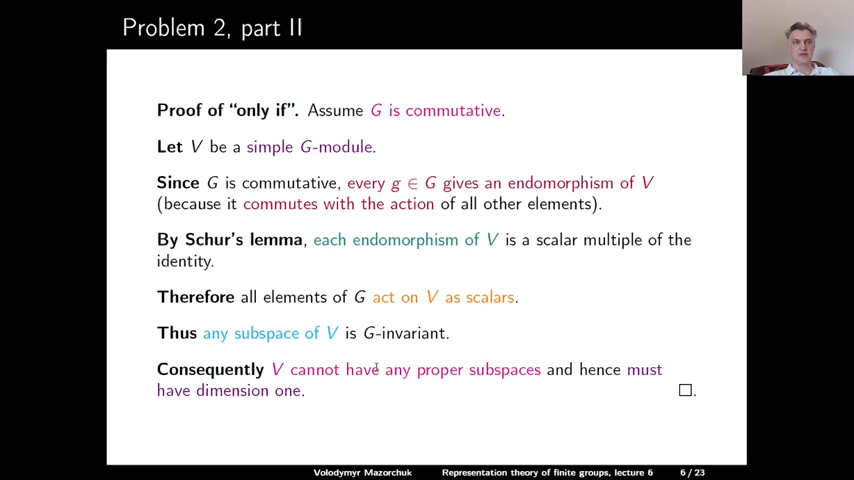 Problem 2, part II
Proof of “only if”. Assume G is commutative.
Let V be a simple G-module.
Since G is commutative, every g ∈ G gives an endomorphism of V
(because it commutes with the action of all other elements).
By Schur's lemma, each endomorphism of V is a scalar multiple of the
identity.
Therefore all elements of G act on V as scalars.
Thus any subspace of V is G-invariant.
Consequently V cannot have any proper subspaces and hence must
have dimension one. □.
Volodymyr Mazorchuk Representation theory of finite groups, lecture 6 6 / 23